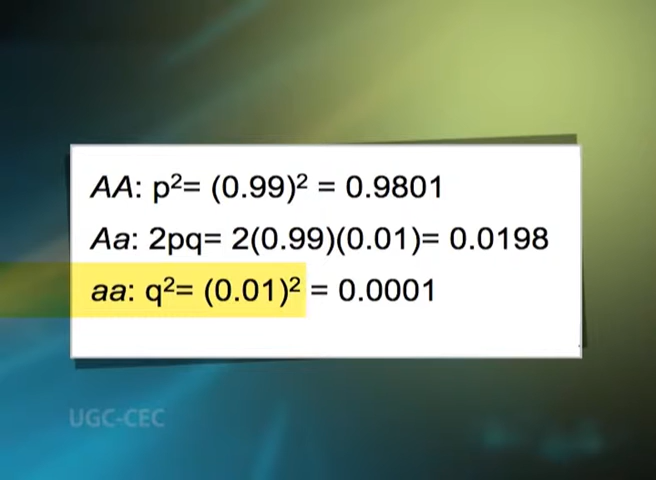 AA: p²= (0.99)² = 0.9801
Aa: 2pq= 2(0.99)(0.01)= 0.0198
aa: q²= (0.01)² = 0.0001
UGC-CEC